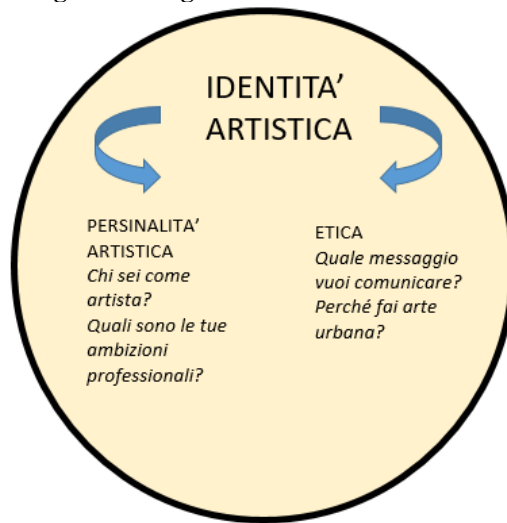 IDENTITA’
ARTISTICA
PERSINALITA’
ARTISTICA
Chi sei come
artista?
Quali sono le tue
ambizioni
professionali?
ETICA
Quale messaggio
vuoi comunicare?
Perché fai arte
urbana?